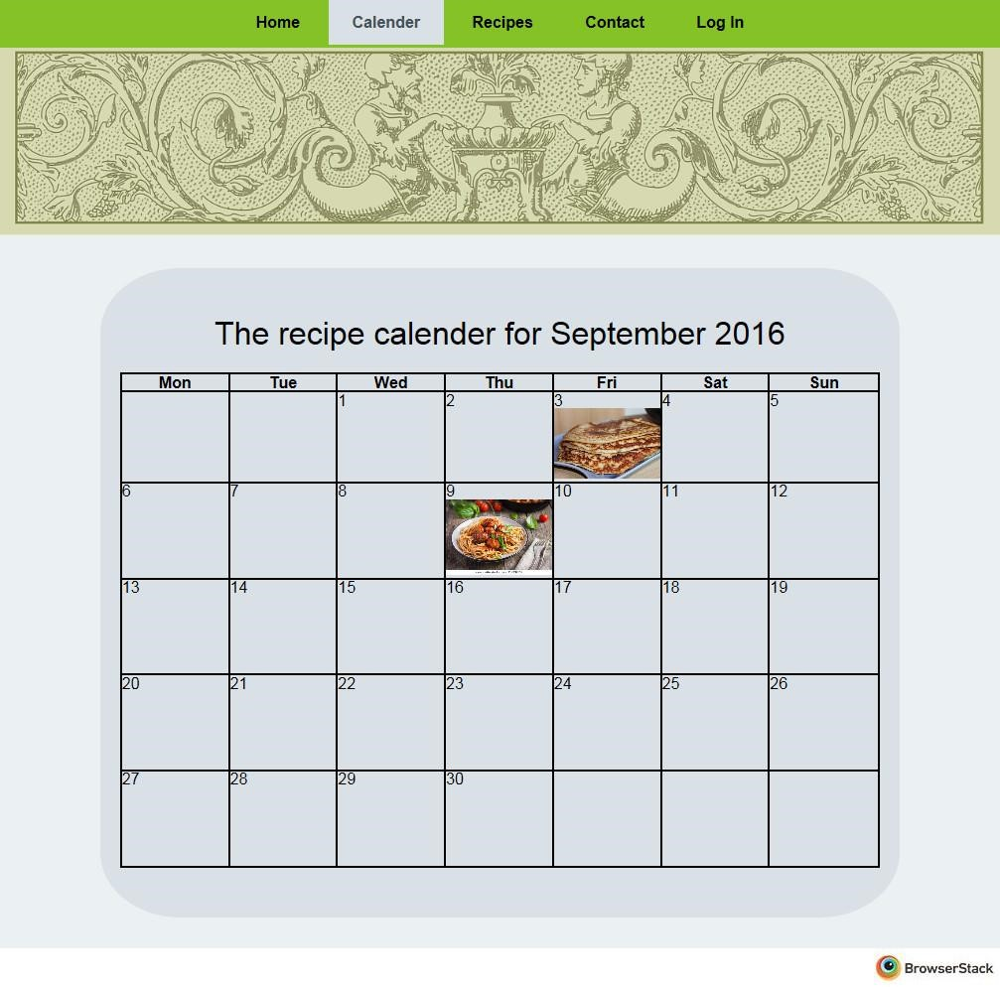 Home Calender Recipes Contact Log In
The recipe calender for September 2016
Mon Tue Wed Thu Fri Sat Sun
1 2 3 4 5
6 7 8 9 10 11 12
13 14 15 16 17 18 19
20 21 22 23 24 25 26
27 28 29 30
BrowserStack